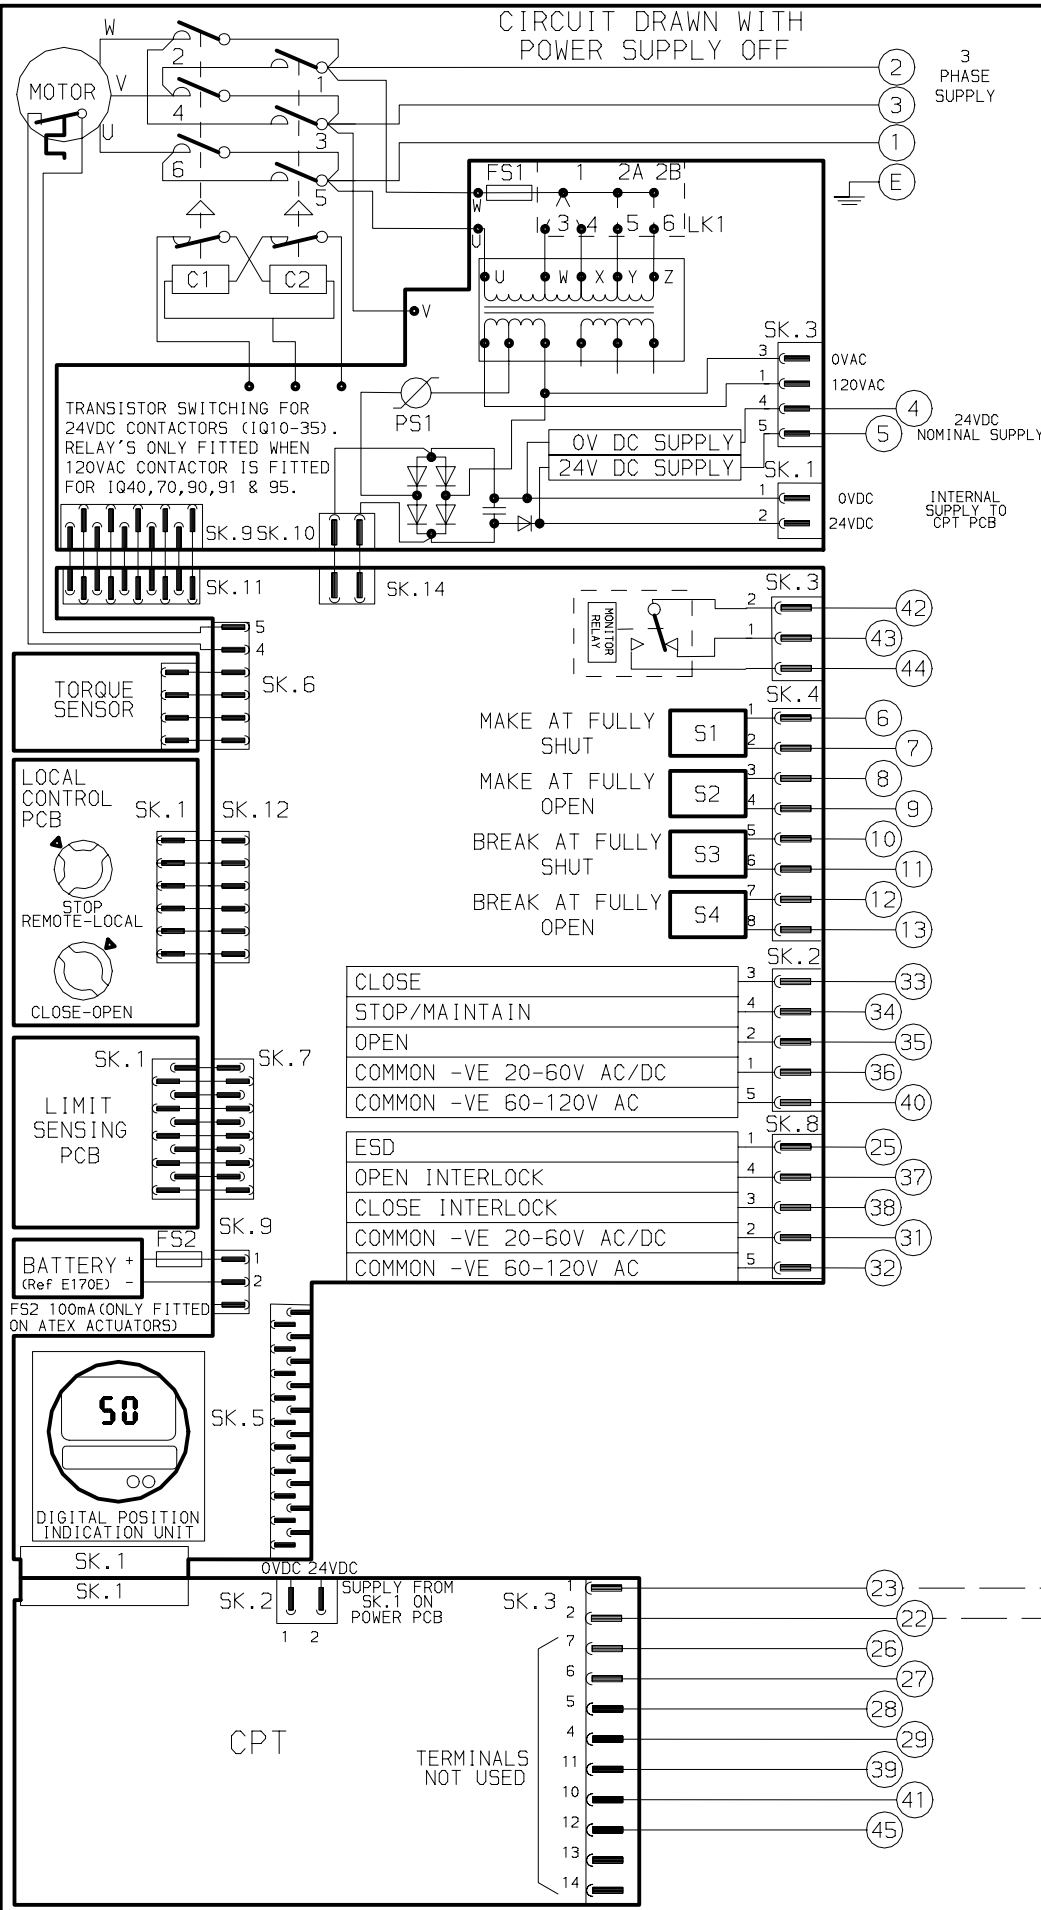 CIRCUIT DRAWN WITH
POWER SUPPLY OFF
W
V
U
MOTOR
2
4
6
1
3
5
2
3
1
E
3
PHASE
SUPPLY
C1
C2
FS1
1
2A
2B
W
U
3
4
5
6
LK1
U
W
X
Y
Z
V
PS1
TRANSISTOR SWITCHING FOR
24VDC CONTACTORS (IQ10-35).
RELAY'S ONLY FITTED WHEN
120VAC CONTACTOR IS FITTED
FOR IQ40,70,90,91 & 95.
SK.3
3
0VAC
1
120VAC
4
4
5
5
24VDC
NOMINAL SUPPLY
0V DC SUPPLY
24V DC SUPPLY
SK.1
1
0VDC
2
24VDC
INTERNAL
SUPPLY TO
CPT PCB
SK.9
SK.10
SK.11
SK.14
5
4
SK.6
TORQUE
SENSOR
MONITOR
RELAY
SK.3
2
42
1
43
44
SK.4
MAKE AT FULLY
SHUT
S1
1
6
2
7
MAKE AT FULLY
OPEN
S2
3
8
4
9
BREAK AT FULLY
SHUT
S3
5
10
6
11
BREAK AT FULLY
OPEN
S4
7
12
8
13
LOCAL
CONTROL
PCB
SK.1
SK.12
STOP
REMOTE-LOCAL
CLOSE-OPEN
SK.2
CLOSE
3
33
STOP/MAINTAIN
4
34
OPEN
2
35
COMMON -VE 20-60V AC/DC
1
36
COMMON -VE 60-120V AC
5
40
SK.8
ESD
1
25
OPEN INTERLOCK
4
37
CLOSE INTERLOCK
3
38
COMMON -VE 20-60V AC/DC
2
31
COMMON -VE 60-120V AC
5
32
LIMIT
SENSING
PCB
SK.1
SK.7
SK.9
FS2
BATTERY +
(Ref E170E) -
1
2
FS2 100mA(ONLY FITTED
ON ATEX ACTUATORS)
50
SK.5
DIGITAL POSITION
INDICATION UNIT
SK.1
SK.1
0VDC 24VDC
SK.2
1 2
SUPPLY FROM
SK.1 ON
POWER PCB
CPT
SK.3
1
23
2
22
7
26
6
27
5
28
4
29
11
39
10
41
12
45
13
14
TERMINALS
NOT USED